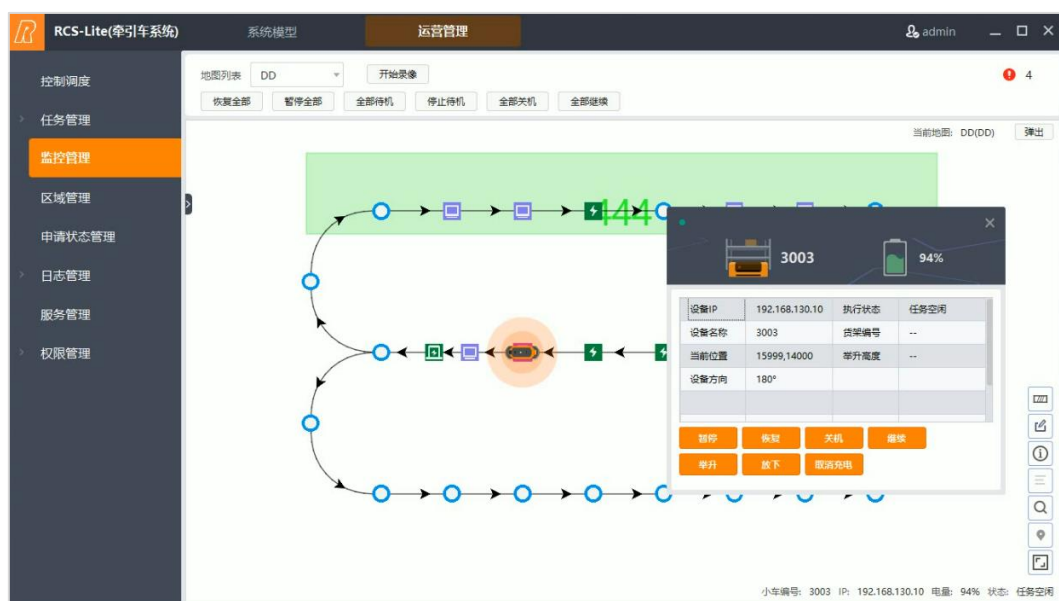 RCS-Lite(牵引车系统) 系统模型 运营管理 admin
控制调度
任务管理
监控管理
区域管理
申请状态管理
日志管理
服务管理
权限管理
地图列表 DD 开始录像 4
恢复全部 暂停全部 全部待机 停止待机 全部关机 全部继续
当前地图: DD(DD) 弹出
144
3003 94%
设备IP 192.168.130.10 执行状态 任务空闲
设备名称 3003 货架编号 --
当前位置 15999,14000 举升高度 --
设备方向 180°
暂停 恢复 关机 继续
举升 放下 取消充电
小车编号: 3003 IP: 192.168.130.10 电量: 94% 状态: 任务空闲